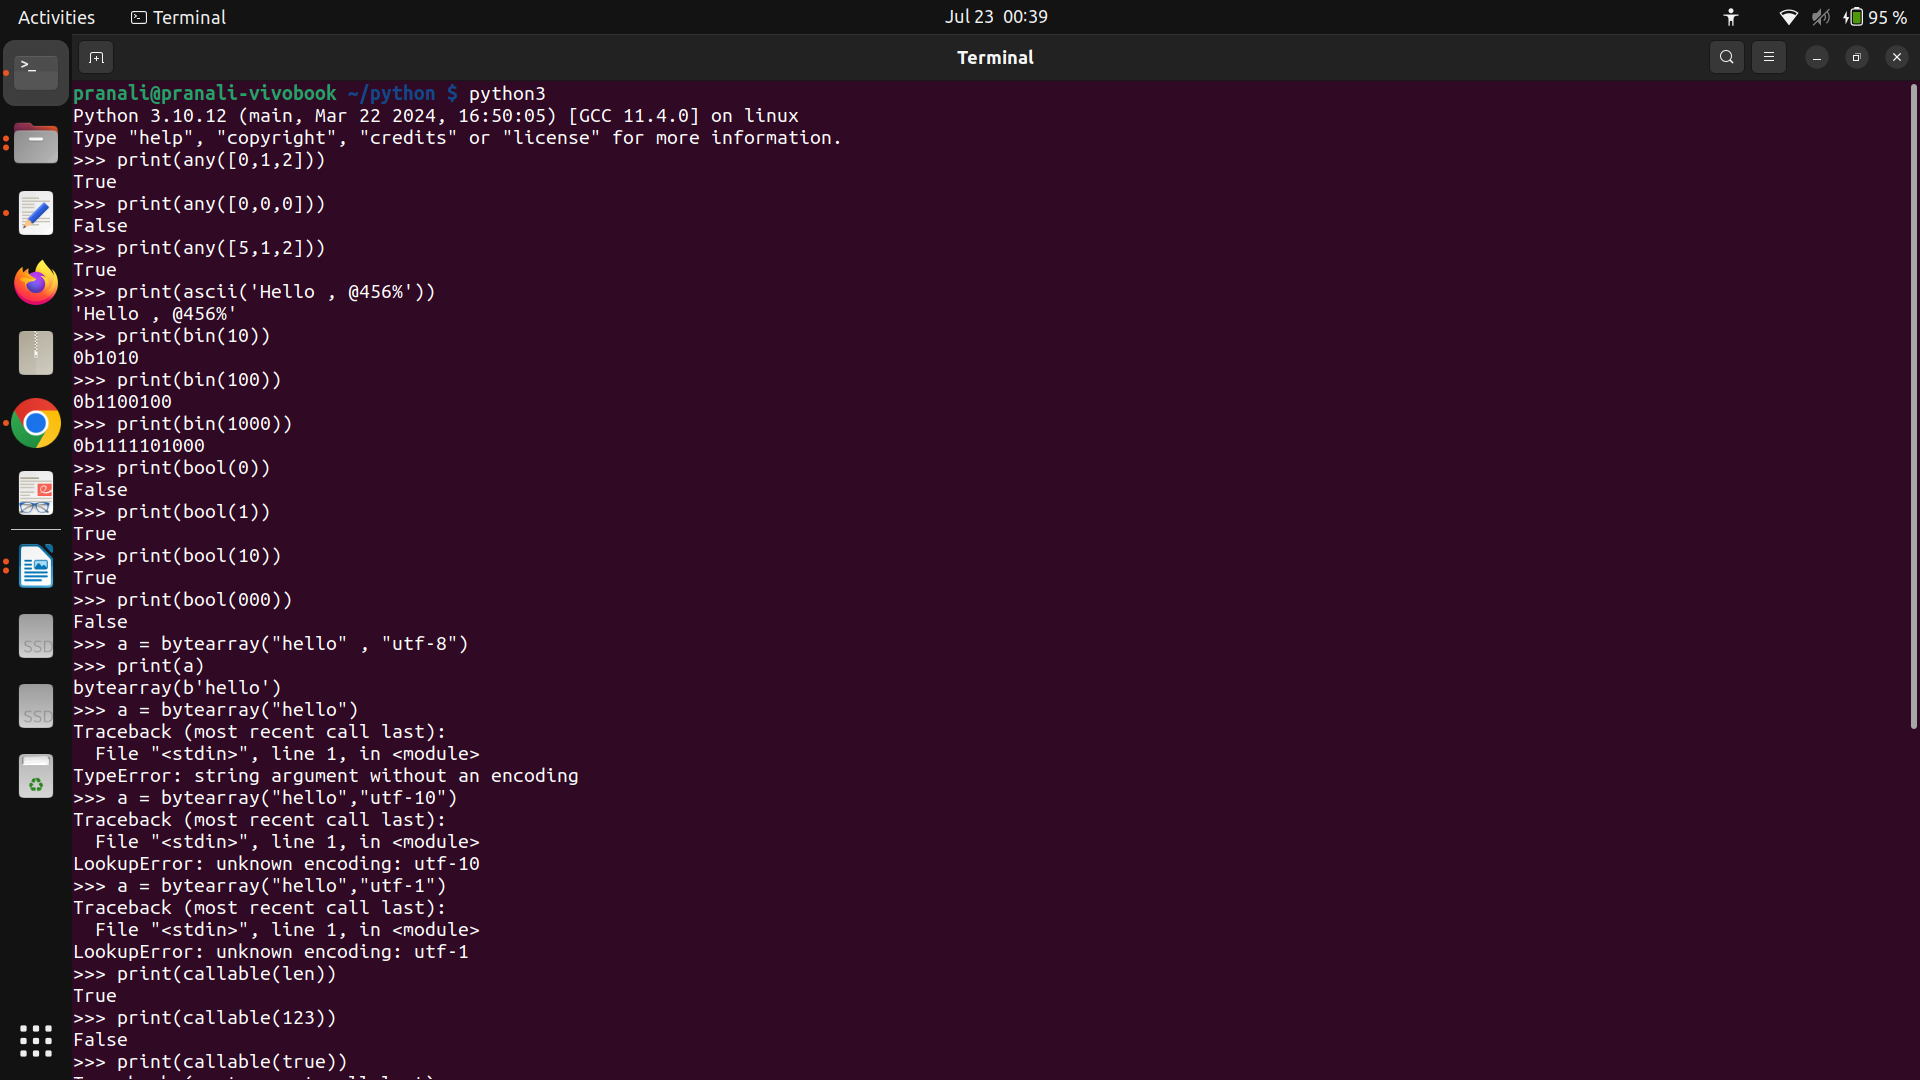 Activities
Terminal
Jul 23 00:39
95 %
Terminal
pranali@pranali-vivobook ~/python $ python3
Python 3.10.12 (main, Mar 22 2024, 16:50:05) [GCC 11.4.0] on linux
Type "help", "copyright", "credits" or "license" for more information.
>>> print(any([0,1,2]))
True
>>> print(any([0,0,0]))
False
>>> print(any([5,1,2]))
True
>>> print(ascii('Hello , @456%'))
'Hello , @456%'
>>> print(bin(10))
0b1010
>>> print(bin(100))
0b1100100
>>> print(bin(1000))
0b1111101000
>>> print(bool(0))
False
>>> print(bool(1))
True
>>> print(bool(10))
True
>>> print(bool(000))
False
>>> a = bytearray("hello" , "utf-8")
>>> print(a)
bytearray(b'hello')
>>> a = bytearray("hello")
Traceback (most recent call last):
  File "<stdin>", line 1, in <module>
TypeError: string argument without an encoding
>>> a = bytearray("hello","utf-10")
Traceback (most recent call last):
  File "<stdin>", line 1, in <module>
LookupError: unknown encoding: utf-10
>>> a = bytearray("hello","utf-1")
Traceback (most recent call last):
  File "<stdin>", line 1, in <module>
LookupError: unknown encoding: utf-1
>>> print(callable(len))
True
>>> print(callable(123))
False
>>> print(callable(true))
SSD
SSD